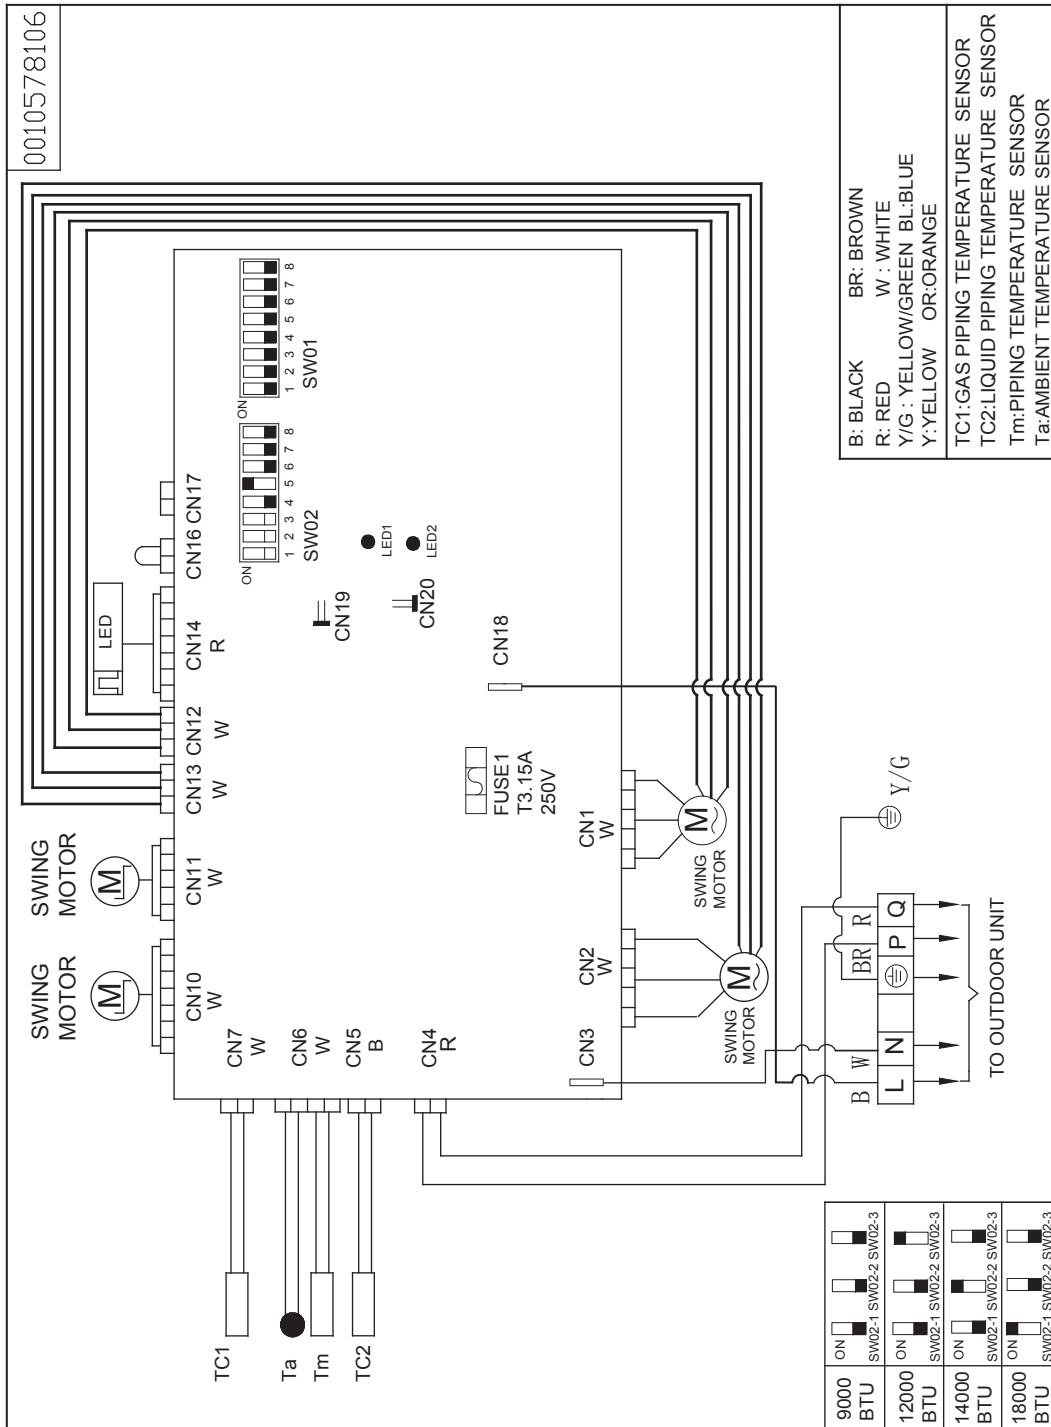 0010578106
LED
SWING
MOTOR
M
SWING
MOTOR
M
CN10
W
CN11
W
CN13
W
CN12
W
CN14
R
CN16
CN17
ON
1 2 3 4 5 6 7 8
SW02
ON
1 2 3 4 5 6 7 8
SW01
LED1
LED2
CN19
CN20
CN18
FUSE1
T3.15A
250V
CN7
W
CN6
W
CN5
B
CN4
R
CN3
CN2
W
CN1
W
TC1
Ta
Tm
TC2
SWING
MOTOR
M
SWING
MOTOR
M
B W BR R
L N P Q
Y/G
TO OUTDOOR UNIT
B: BLACK BR: BROWN
R: RED W : WHITE
Y/G : YELLOW/GREEN BL:BLUE
Y:YELLOW OR:ORANGE
TC1:GAS PIPING TEMPERATURE SENSOR
TC2:LIQUID PIPING TEMPERATURE SENSOR
Tm:PIPING TEMPERATURE SENSOR
Ta:AMBIENT TEMPERATURE SENSOR
9000
BTU
ON
SW02-1 SW02-2 SW02-3
12000
BTU
ON
SW02-1 SW02-2 SW02-3
14000
BTU
ON
SW02-1 SW02-2 SW02-3
18000
BTU
ON
SW02-1 SW02-2 SW02-3